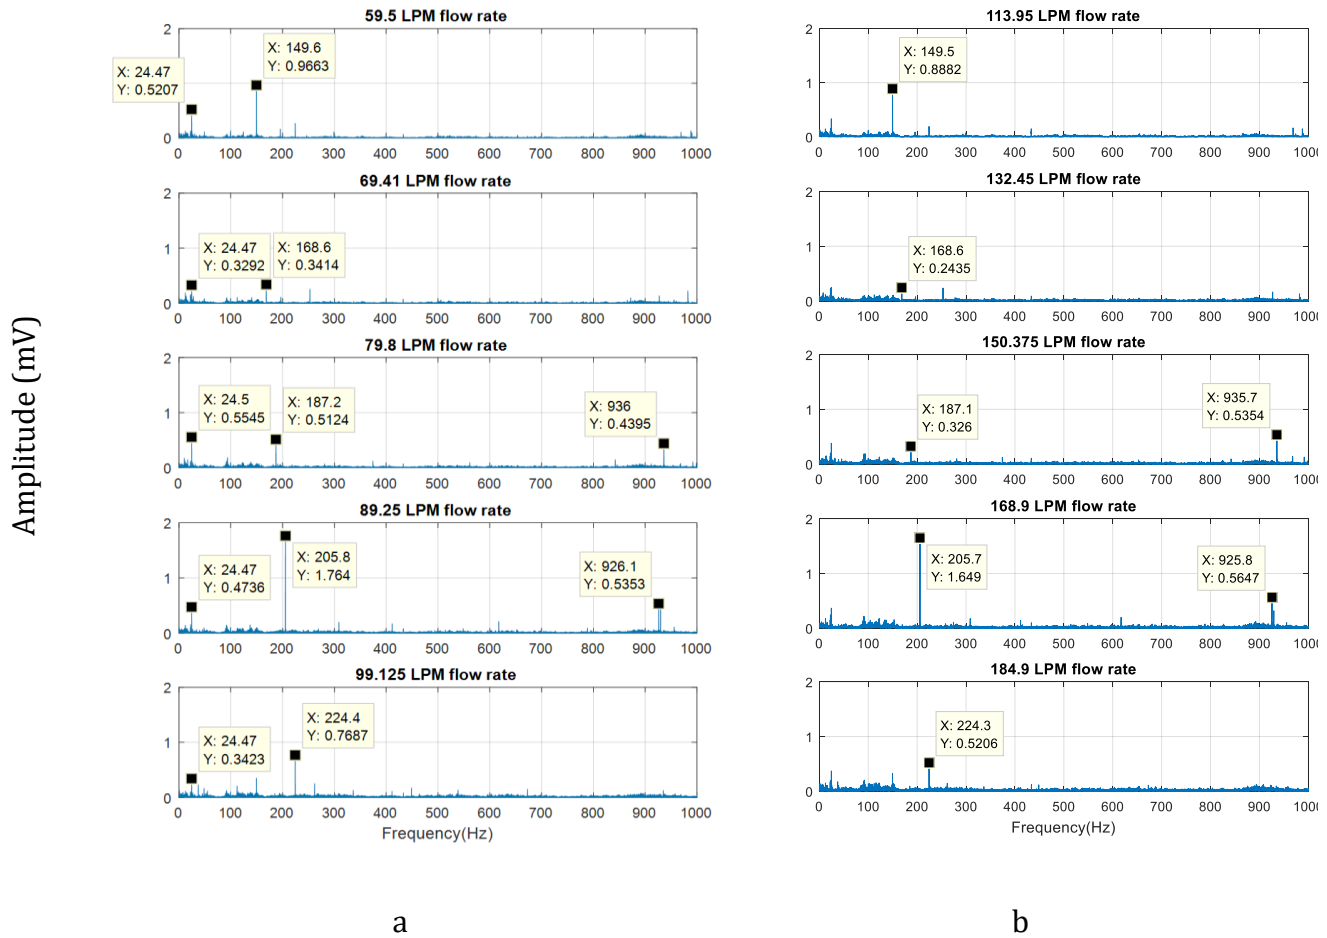 Amplitude (mV)
59.5 LPM flow rate
2
1
0
X: 24.47
Y: 0.5207
X: 149.6
Y: 0.9663
0 100 200 300 400 500 600 700 800 900 1000
69.41 LPM flow rate
2
1
0
X: 24.47
Y: 0.3292
X: 168.6
Y: 0.3414
0 100 200 300 400 500 600 700 800 900 1000
79.8 LPM flow rate
2
1
0
X: 24.5
Y: 0.5545
X: 187.2
Y: 0.5124
X: 936
Y: 0.4395
0 100 200 300 400 500 600 700 800 900 1000
89.25 LPM flow rate
2
1
0
X: 24.47
Y: 0.4736
X: 205.8
Y: 1.764
X: 926.1
Y: 0.5353
0 100 200 300 400 500 600 700 800 900 1000
99.125 LPM flow rate
2
1
0
X: 24.47
Y: 0.3423
X: 224.4
Y: 0.7687
0 100 200 300 400 500 600 700 800 900 1000
Frequency(Hz)
a
113.95 LPM flow rate
2
1
0
X: 149.5
Y: 0.8882
0 100 200 300 400 500 600 700 800 900 1000
132.45 LPM flow rate
2
1
0
X: 168.6
Y: 0.2435
0 100 200 300 400 500 600 700 800 900 1000
150.375 LPM flow rate
2
1
0
X: 187.1
Y: 0.326
X: 935.7
Y: 0.5354
0 100 200 300 400 500 600 700 800 900 1000
168.9 LPM flow rate
2
1
0
X: 205.7
Y: 1.649
X: 925.8
Y: 0.5647
0 100 200 300 400 500 600 700 800 900 1000
184.9 LPM flow rate
2
1
0
X: 224.3
Y: 0.5206
0 100 200 300 400 500 600 700 800 900 1000
Frequency(Hz)
b